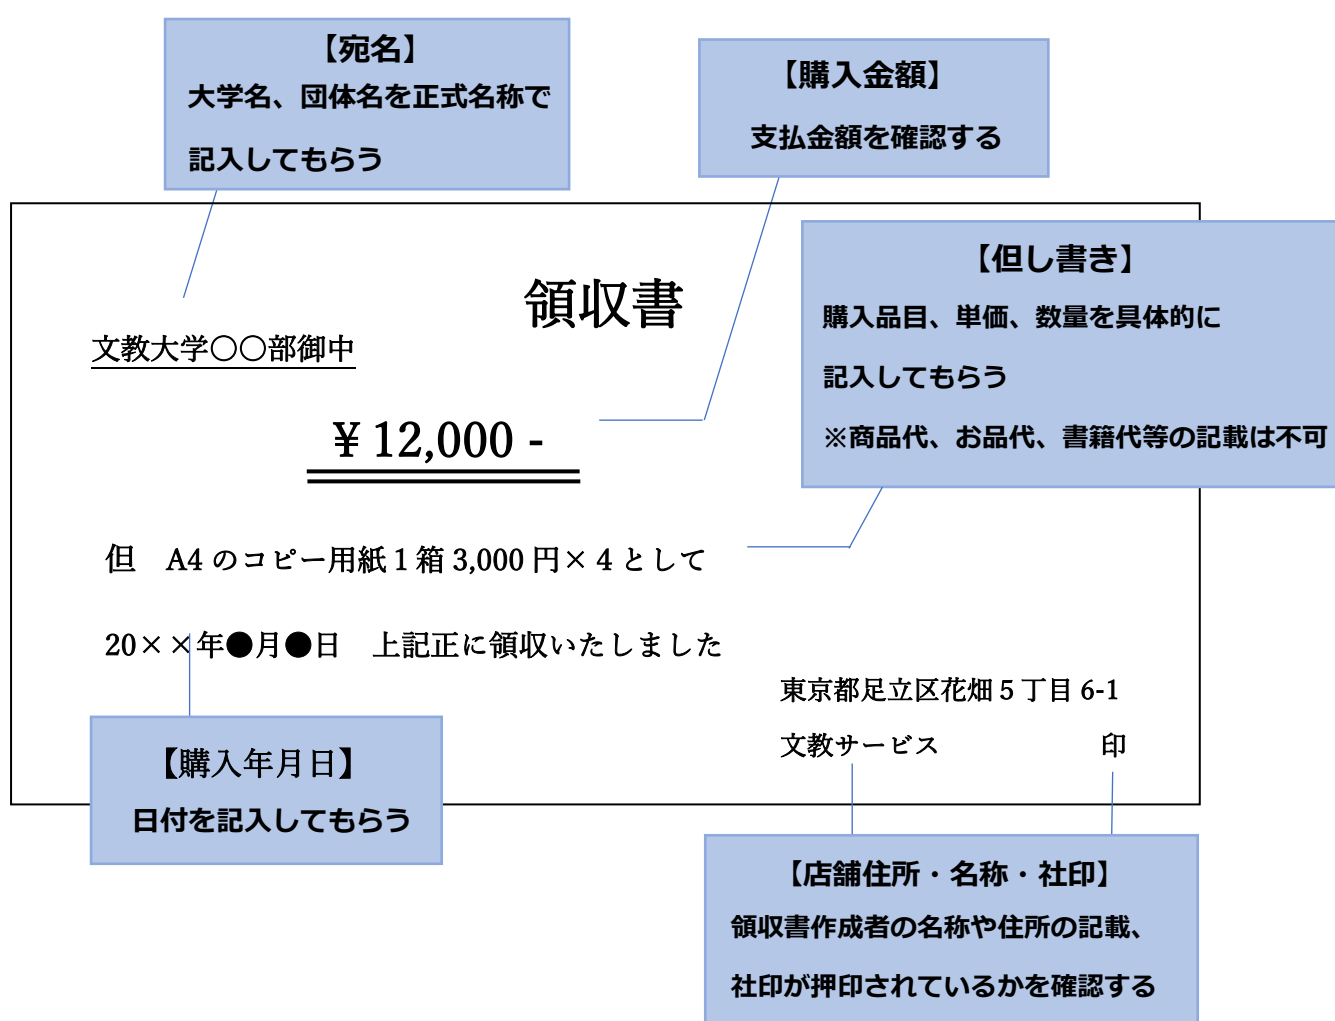 【宛名】
大学名、団体名を正式名称で
記入してもらう
【購入金額】
支払金額を確認する
【但し書き】
購入品目、単価、数量を具体的に
記入してもらう
※商品代、お品代、書籍代等の記載は不可
領収書
文教大学〇〇部御中
¥ 12,000 -
但　A4 のコピー用紙 1 箱 3,000 円× 4 として
20××年●月●日　上記正に領収いたしました
東京都足立区花畑 5 丁目 6-1
文教サービス　　　　　　印
【購入年月日】
日付を記入してもらう
【店舗住所・名称・社印】
領収書作成者の名称や住所の記載、
社印が押印されているかを確認する